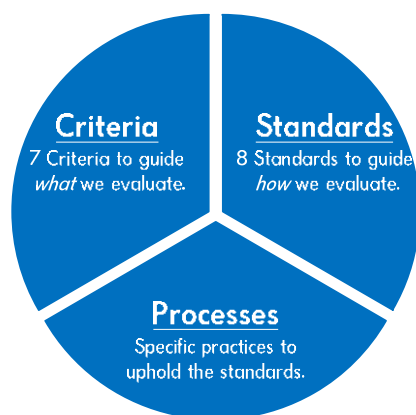 Criteria
7 Criteria to guide
what we evaluate.
Standards
8 Standards to guide
how we evaluate.
Processes
Specific practices to
uphold the standards.